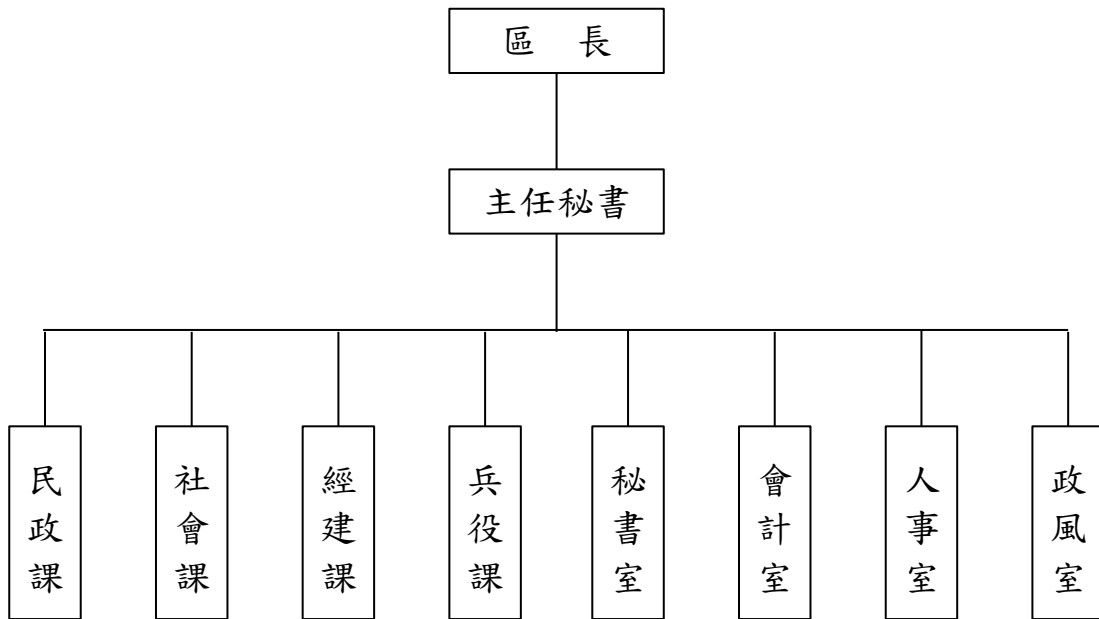 區 長
主任秘書
民政課
社會課
經建課
兵役課
秘書室
會計室
人事室
政風室